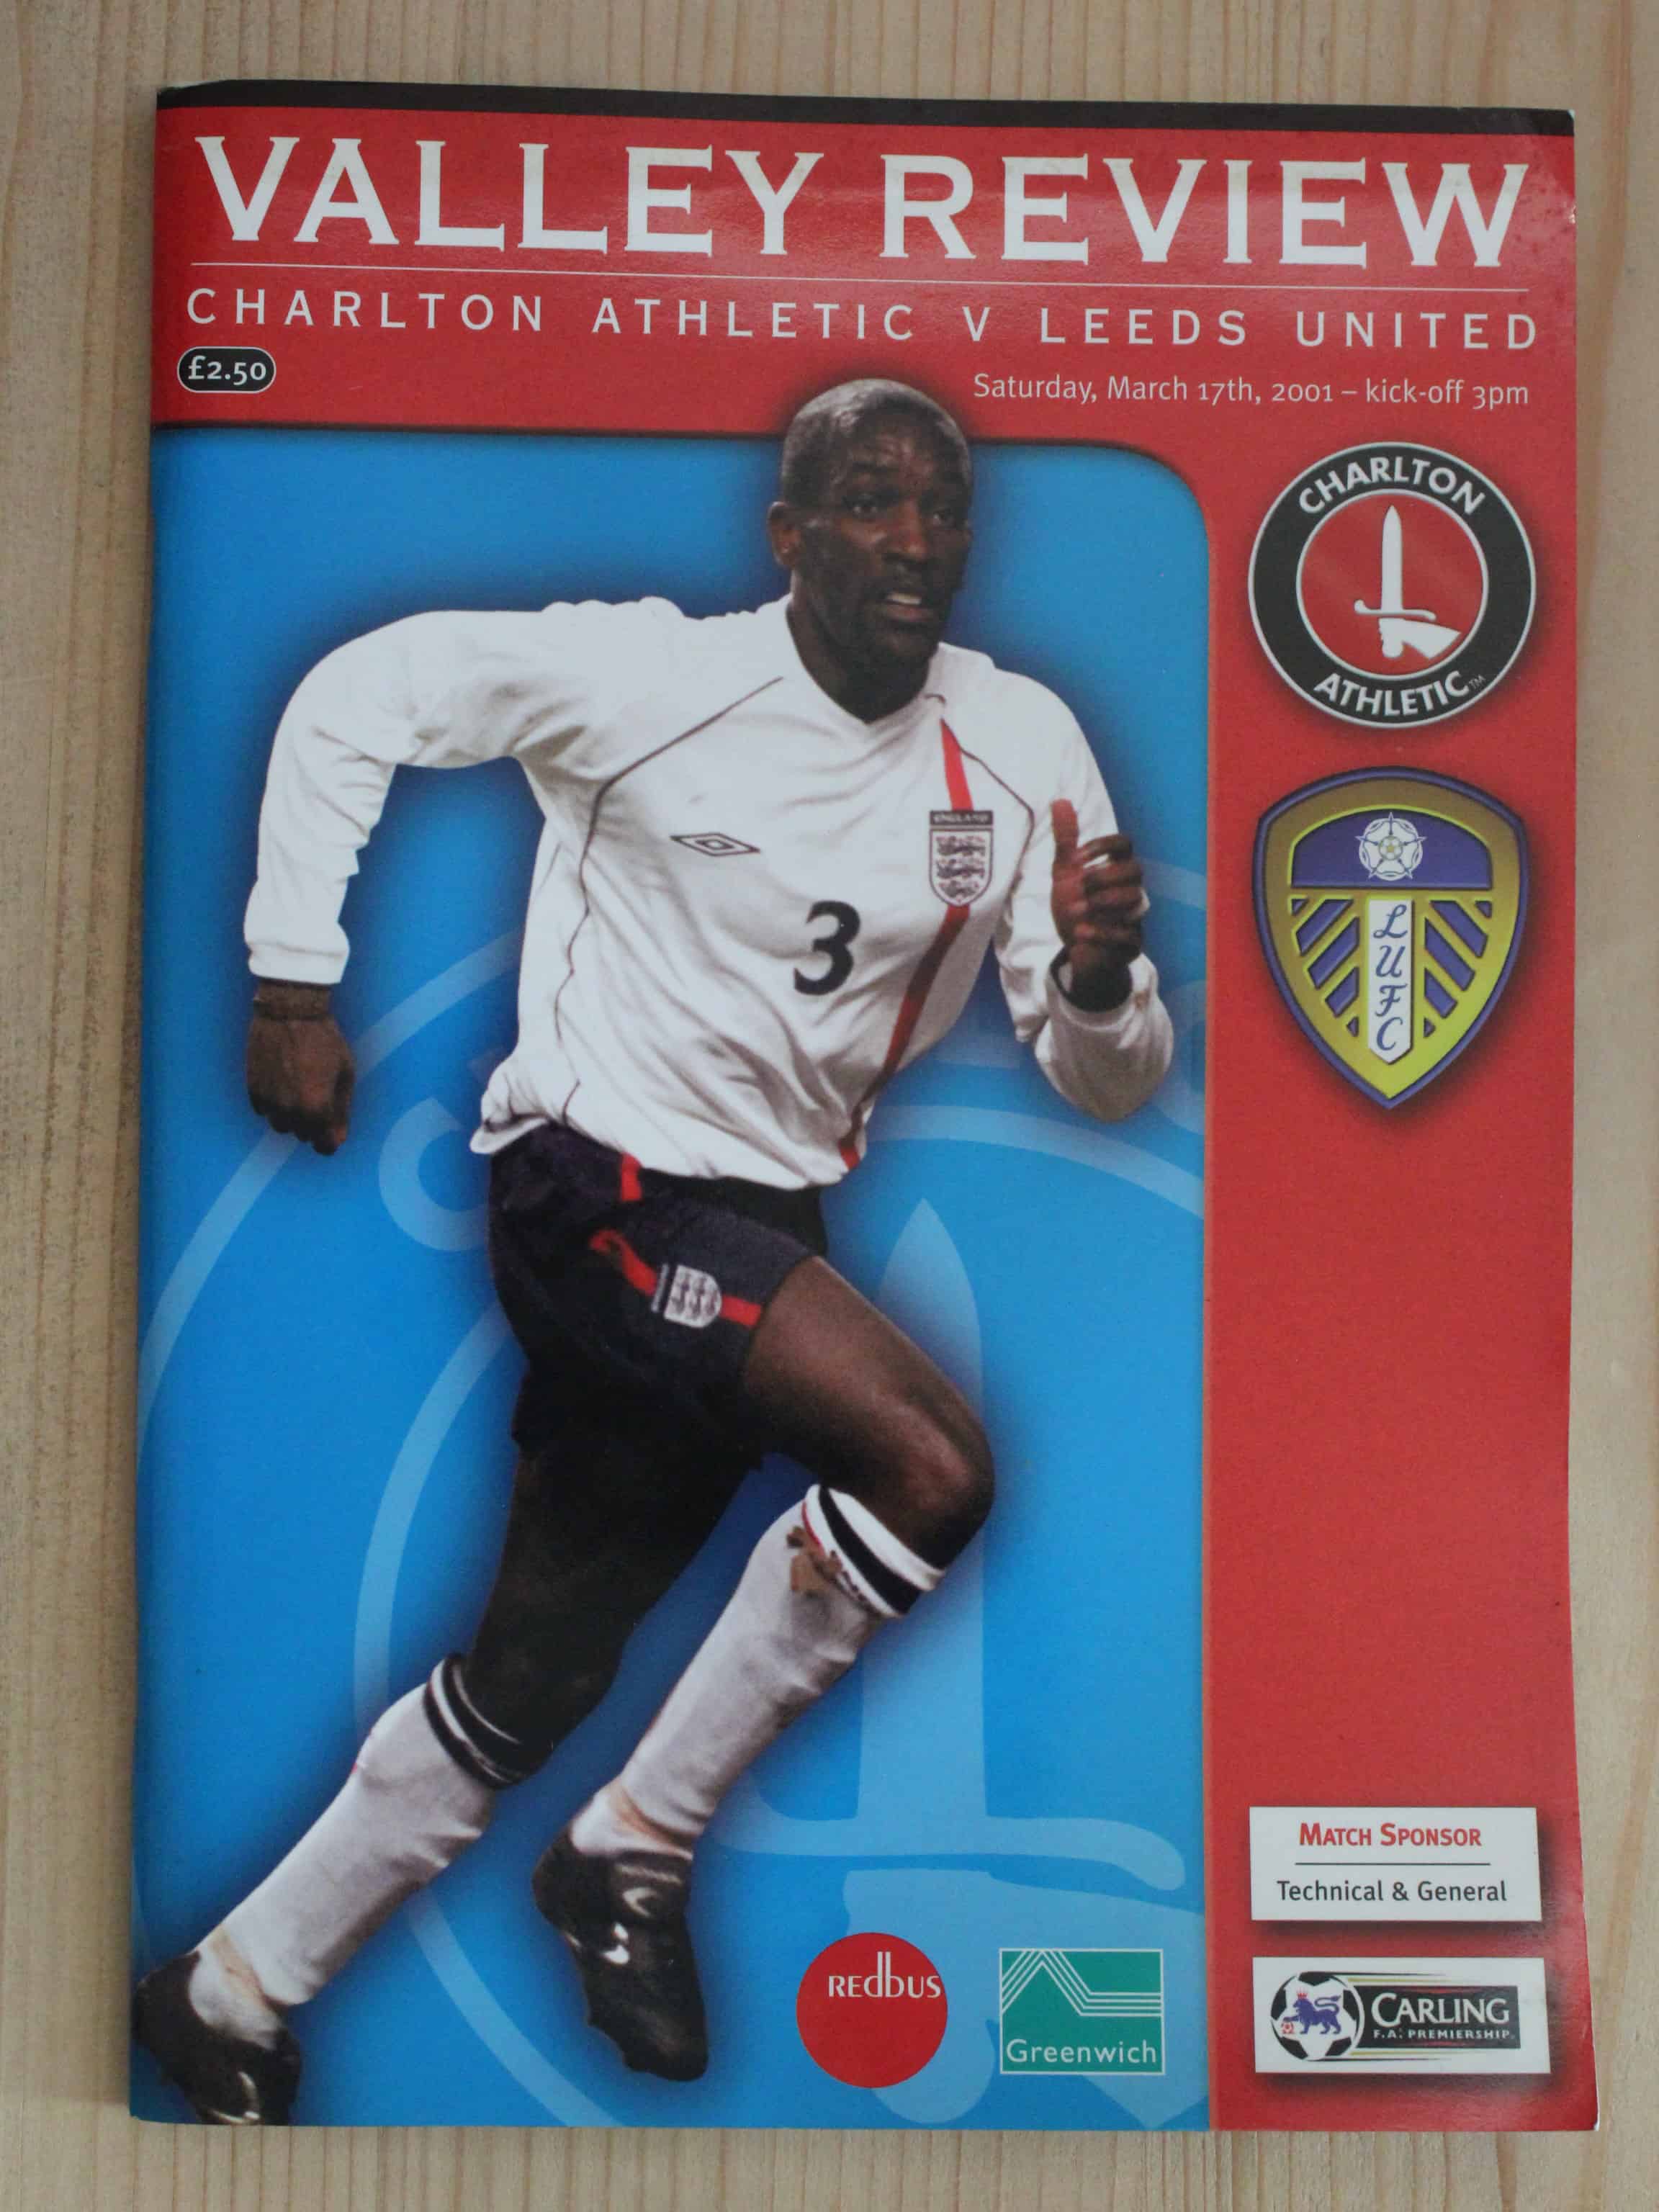 VALLEY REVIEW
CHARLTON ATHLETIC V LEEDS UNITED
£2.50
Saturday, March 17th, 2001 – kick-off 3pm
CHARLTON
ATHLETIC™
ENGLAND
3
LUFC
MATCH SPONSOR
Technical & General
REdbUS
Greenwich
CARLING
F.A. PREMIERSHIP.